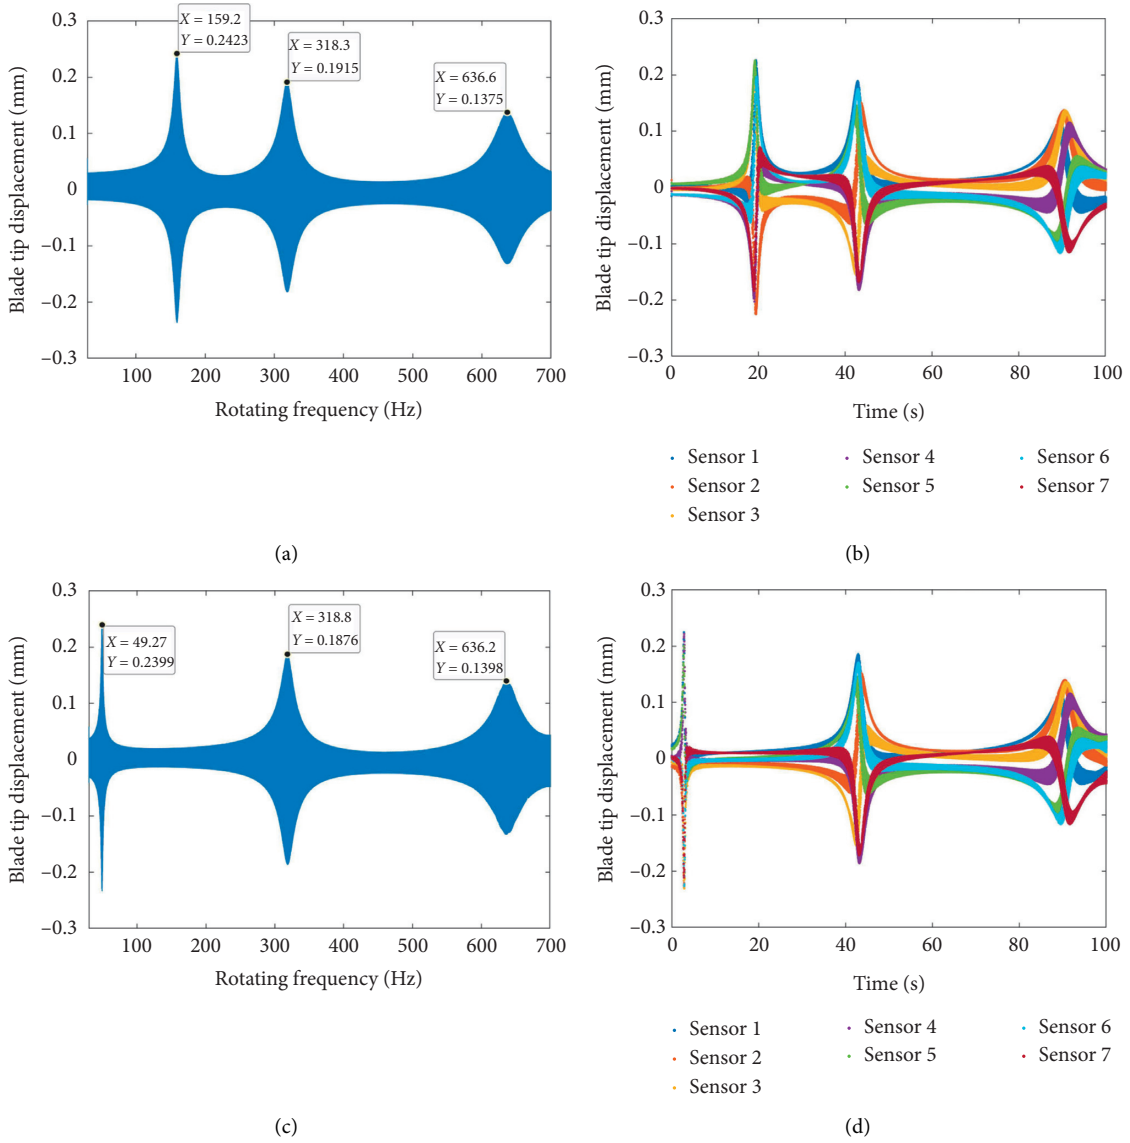 0.3
0.2
0.1
0
–0.1
–0.2
–0.3
Blade tip displacement (mm)
X = 159.2
Y = 0.2423
X = 318.3
Y = 0.1915
X = 636.6
Y = 0.1375
100 200 300 400 500 600 700
Rotating frequency (Hz)
(a)
0.3
0.2
0.1
0
–0.1
–0.2
–0.3
Blade tip displacement (mm)
0 20 40 60 80 100
Time (s)
Sensor 1
Sensor 2
Sensor 3
Sensor 4
Sensor 5
Sensor 6
Sensor 7
(b)
0.3
0.2
0.1
0
–0.1
–0.2
–0.3
Blade tip displacement (mm)
X = 49.27
Y = 0.2399
X = 318.8
Y = 0.1876
X = 636.2
Y = 0.1398
100 200 300 400 500 600 700
Rotating frequency (Hz)
(c)
0.3
0.2
0.1
0
–0.1
–0.2
–0.3
Blade tip displacement (mm)
0 20 40 60 80 100
Time (s)
Sensor 1
Sensor 2
Sensor 3
Sensor 4
Sensor 5
Sensor 6
Sensor 7
(d)